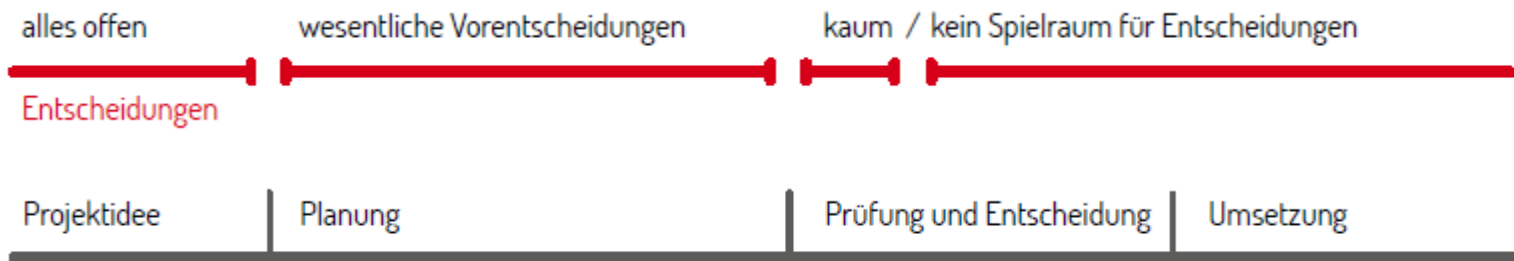 alles offen wesentliche Vorentscheidungen kaum / kein Spielraum für Entscheidungen
Entscheidungen
Projektidee Planung Prüfung und Entscheidung Umsetzung